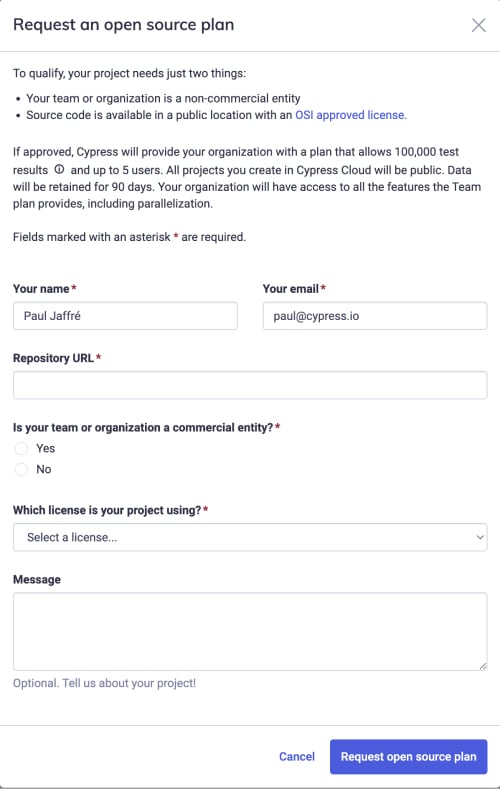 Request an open source plan
To qualify, your project needs just two things:
• Your team or organization is a non-commercial entity
• Source code is available in a public location with an OSI approved license.
If approved, Cypress will provide your organization with a plan that allows 100,000 test
results and up to 5 users. All projects you create in Cypress Cloud will be public. Data
will be retained for 90 days. Your organization will have access to all the features the Team
plan provides, including parallelization.
Fields marked with an asterisk * are required.
Your name* Your email*
Paul Jaffré paul@cypress.io
Repository URL*
Is your team or organization a commercial entity?*
Yes
No
Which license is your project using?*
Select a license...
Message
Optional. Tell us about your project!
Cancel Request open source plan